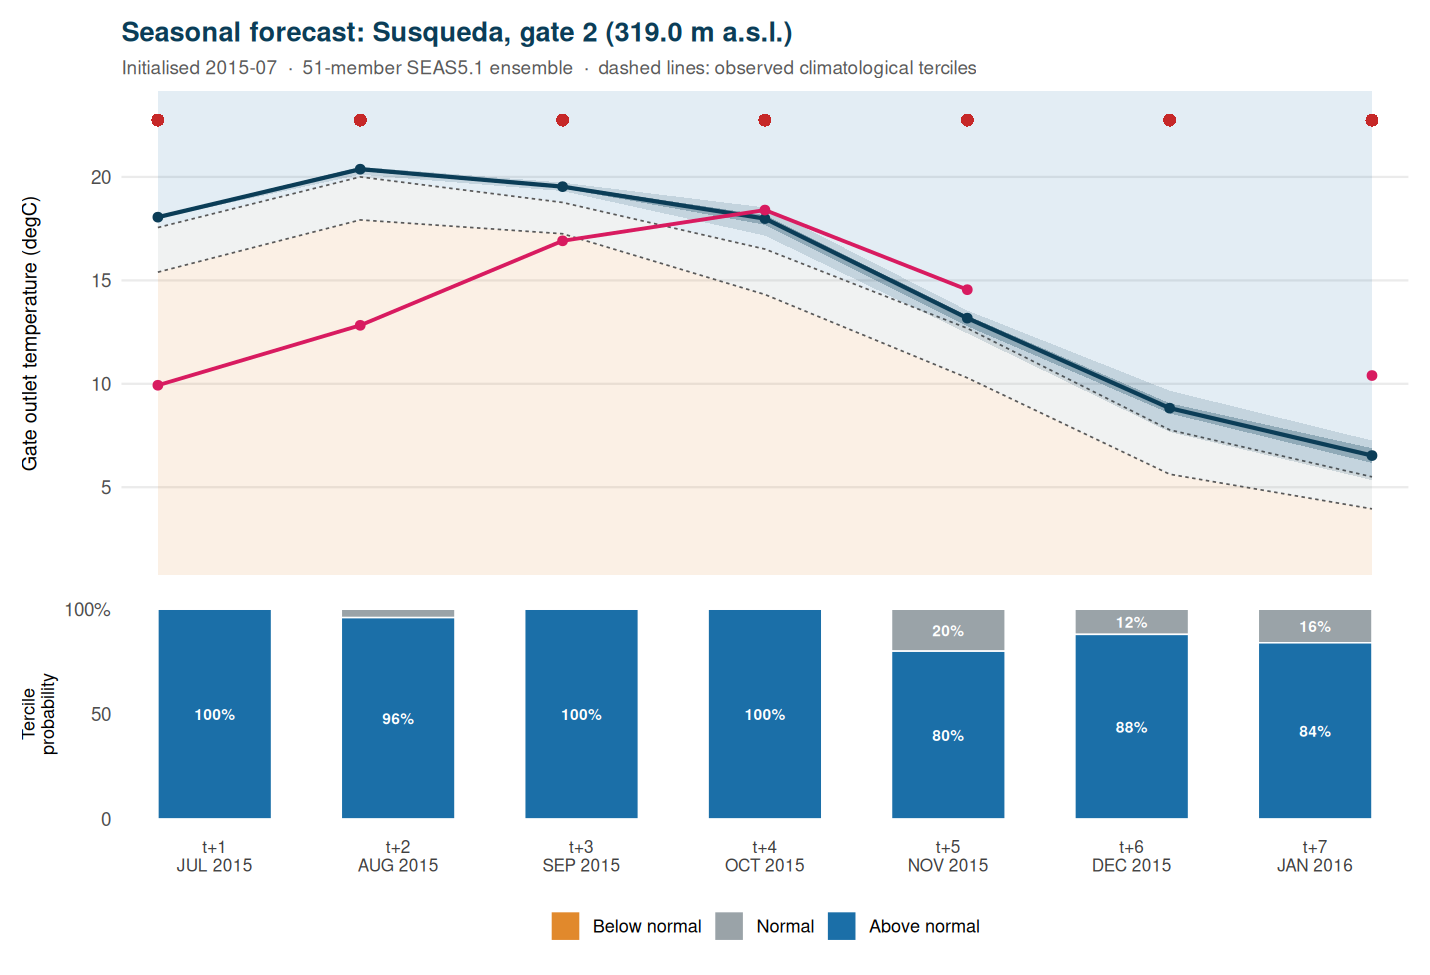 Seasonal forecast: Susqueda, gate 2 (319.0 m a.s.l.)
Initialised 2015-07 · 51-member SEAS5.1 ensemble · dashed lines: observed climatological terciles
Gate outlet temperature (degC)
20
15
10
5
Tercile
probability
100%
50
0
100%
96%
100%
100%
20%
80%
12%
88%
16%
84%
t+1
JUL 2015
t+2
AUG 2015
t+3
SEP 2015
t+4
OCT 2015
t+5
NOV 2015
t+6
DEC 2015
t+7
JAN 2016
Below normal
Normal
Above normal